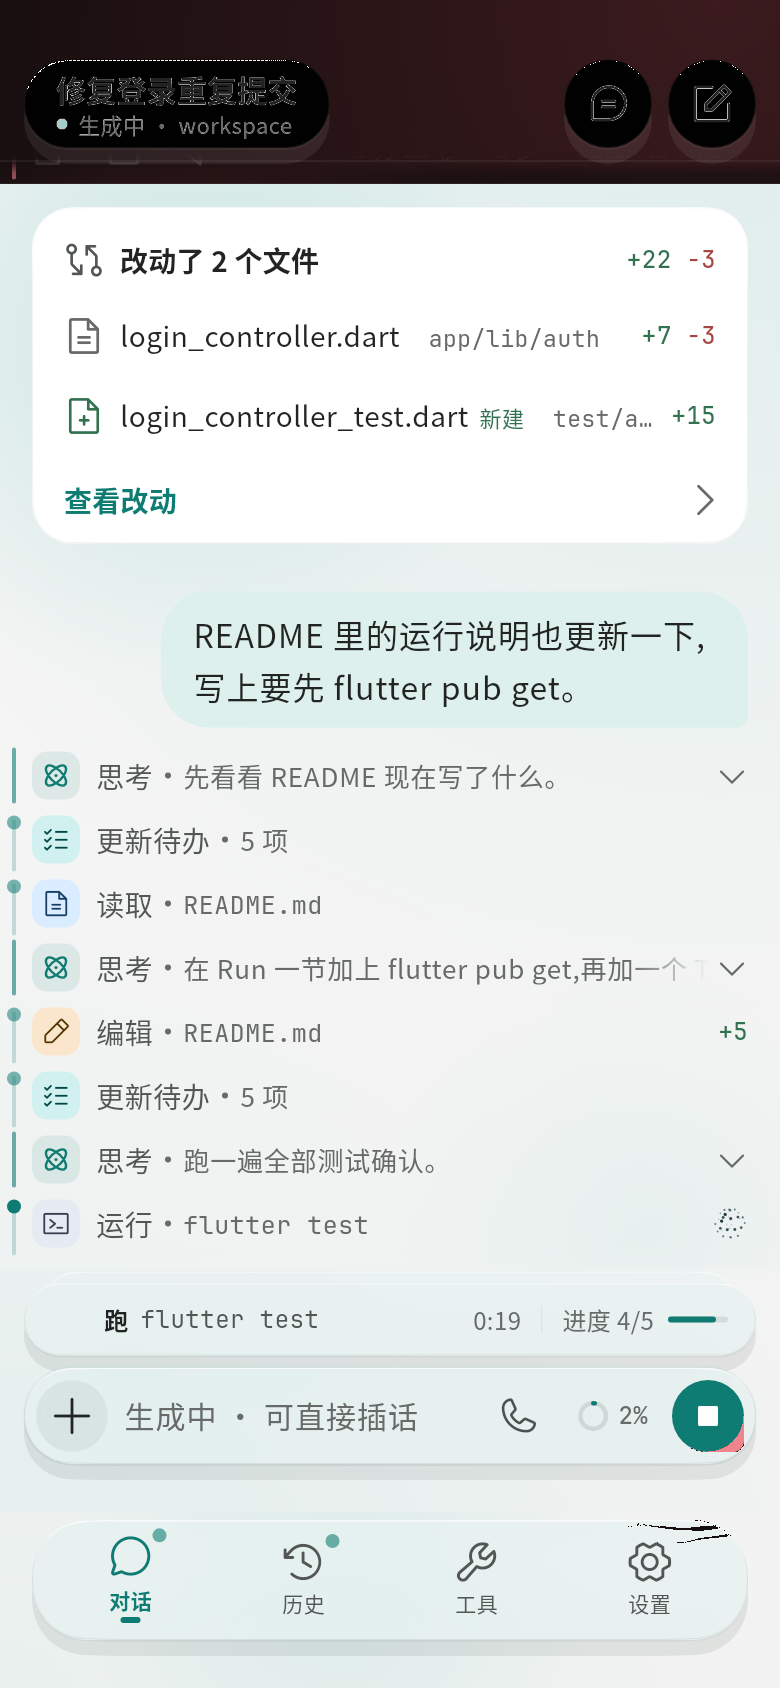 修复登录重复提交
生成中 • workspace
改动了 2 个文件 +22 -3
login_controller.dart app/lib/auth +7 -3
login_controller_test.dart 新建 test/a… +15
查看改动
README 里的运行说明也更新一下,
写上要先 flutter pub get。
思考 • 先看看 README 现在写了什么。
更新待办 • 5 项
读取 • README.md
思考 • 在 Run 一节加上 flutter pub get,再加一个
编辑 • README.md +5
更新待办 • 5 项
思考 • 跑一遍全部测试确认。
运行 • flutter test
跑 flutter test 0:19 进度 4/5
生成中 • 可直接插话 2%
对话 历史 工具 设置